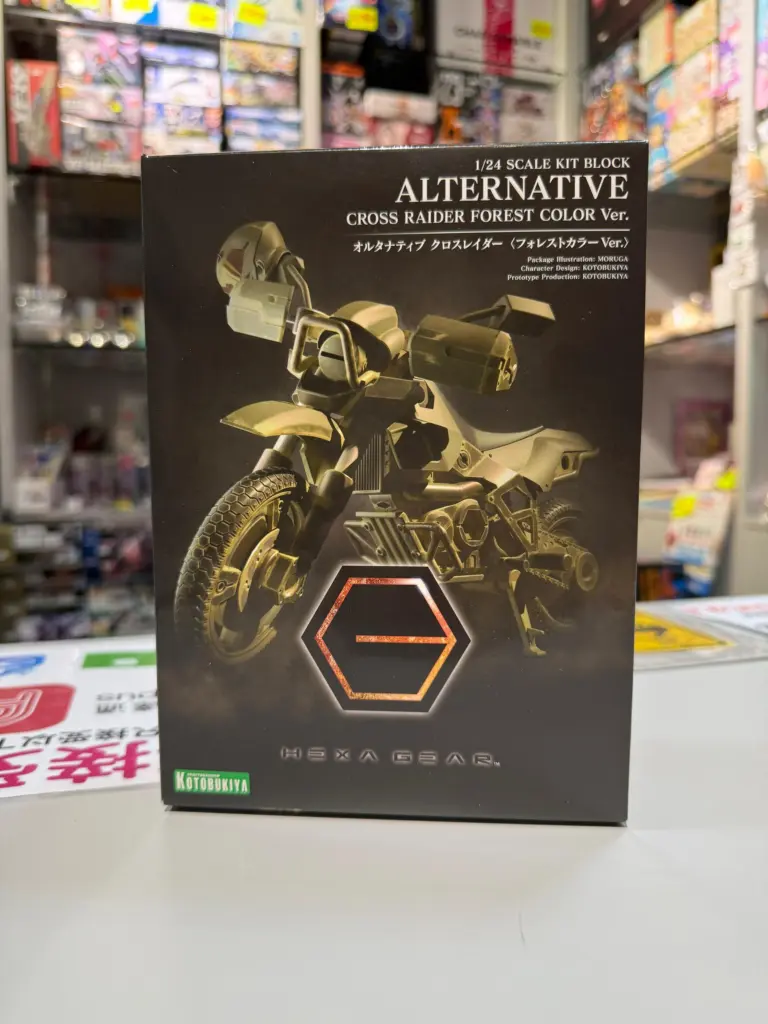 1/24 SCALE KIT BLOCK
ALTERNATIVE
CROSS RAIDER FOREST COLOR Ver.
オルタナティブ クロスレイダー〈フォレストカラーVer.〉
Package Illustration: MORUGA
Character Design: KOTOBUKIYA
Prototype Production: KOTOBUKIYA
HEXA GEAR
KOTOBUKIYA